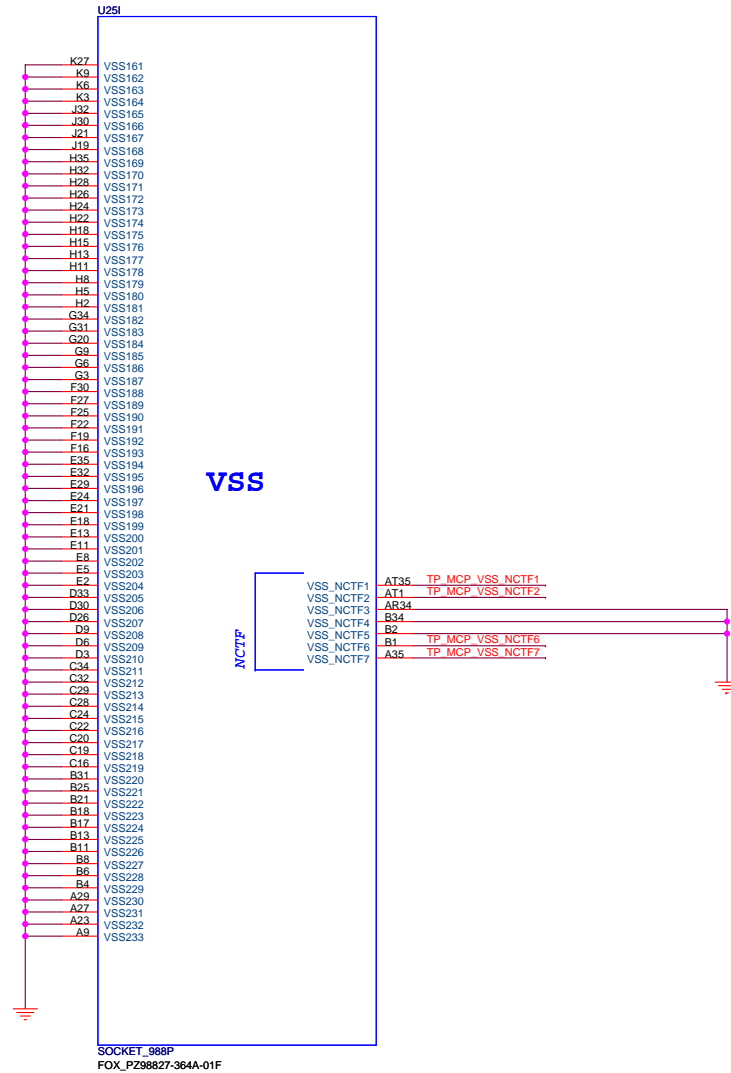 U25I
K27 VSS161
K9 VSS162
K6 VSS163
K3 VSS164
J32 VSS165
J30 VSS166
J21 VSS167
J19 VSS168
H35 VSS169
H32 VSS170
H28 VSS171
H26 VSS172
H24 VSS173
H22 VSS174
H18 VSS175
H15 VSS176
H13 VSS177
H11 VSS178
H8 VSS179
H5 VSS180
H2 VSS181
G34 VSS182
G31 VSS183
G20 VSS184
G9 VSS185
G6 VSS186
G3 VSS187
F30 VSS188
F27 VSS189
F25 VSS190
F22 VSS191
F19 VSS192
F16 VSS193
E35 VSS194
E32 VSS195
E29 VSS196
E24 VSS197
E21 VSS198
E18 VSS199
E13 VSS200
E11 VSS201
E8 VSS202
E5 VSS203
E2 VSS204
D33 VSS205
D30 VSS206
D26 VSS207
D9 VSS208
D6 VSS209
D3 VSS210
C34 VSS211
C32 VSS212
C29 VSS213
C28 VSS214
C24 VSS215
C22 VSS216
C20 VSS217
C19 VSS218
C16 VSS219
B31 VSS220
B25 VSS221
B21 VSS222
B18 VSS223
B17 VSS224
B13 VSS225
B11 VSS226
B8 VSS227
B6 VSS228
B4 VSS229
A29 VSS230
A27 VSS231
A23 VSS232
A9 VSS233
VSS
NCTF
VSS_NCTF1 AT35 TP_MCP_VSS_NCTF1
VSS_NCTF2 AT1 TP_MCP_VSS_NCTF2
VSS_NCTF3 AR34
VSS_NCTF4 B34
VSS_NCTF5 B2
VSS_NCTF6 B1 TP_MCP_VSS_NCTF6
VSS_NCTF7 A35 TP_MCP_VSS_NCTF7
SOCKET_988P
FOX_PZ98827-364A-01F